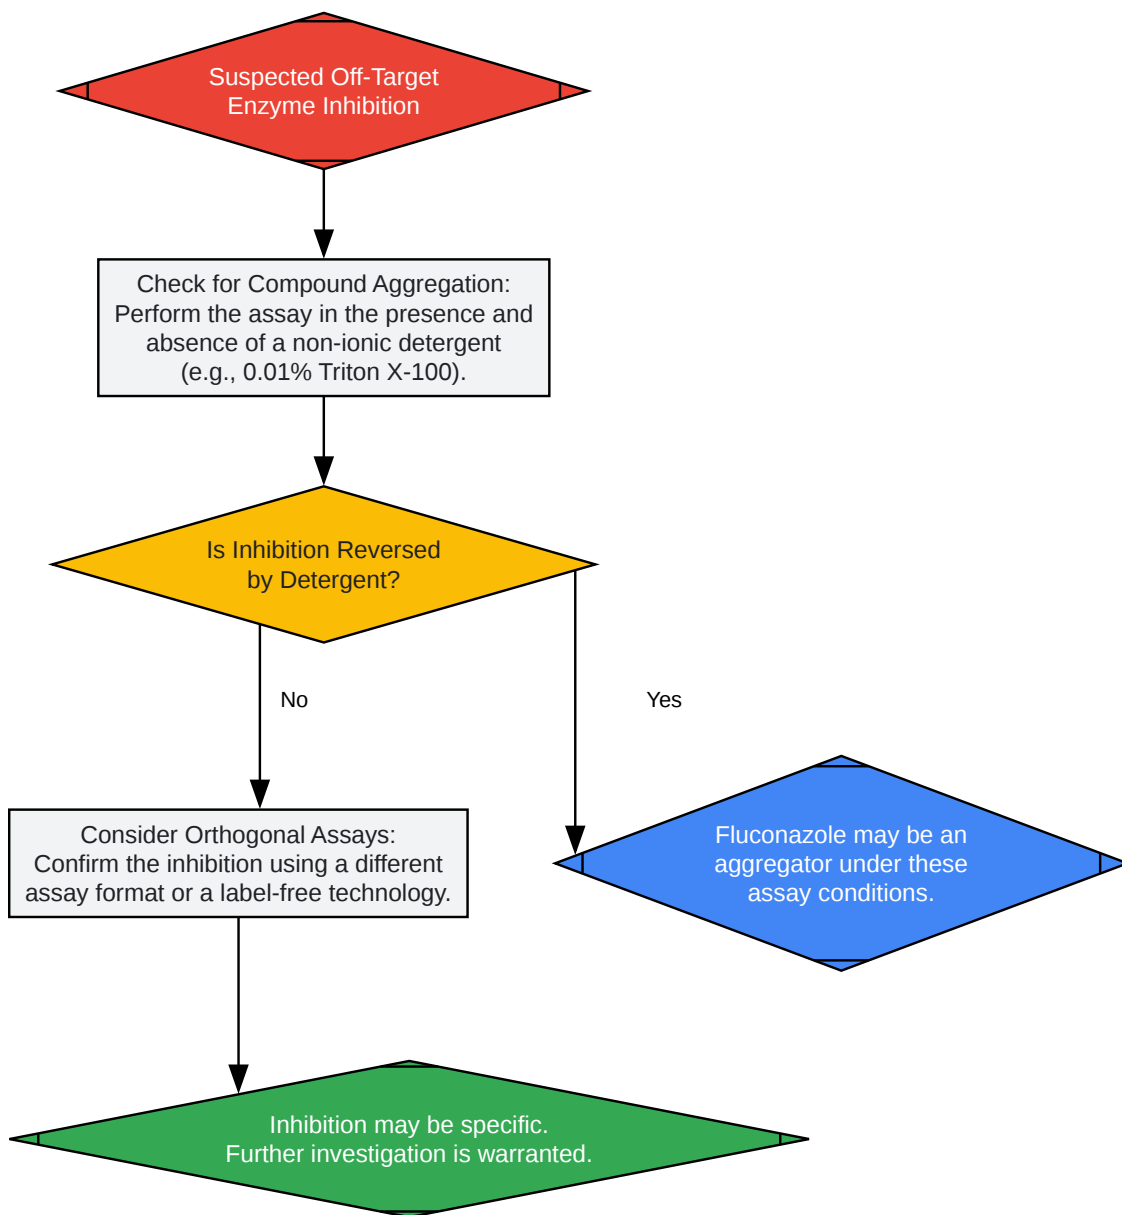 Suspected Off-Target
Enzyme Inhibition
Check for Compound Aggregation:
Perform the assay in the presence and
absence of a non-ionic detergent
(e.g., 0.01% Triton X-100).
Is Inhibition Reversed
by Detergent?
No
Yes
Consider Orthogonal Assays:
Confirm the inhibition using a different
assay format or a label-free technology.
Fluconazole may be an
aggregator under these
assay conditions.
Inhibition may be specific.
Further investigation is warranted.